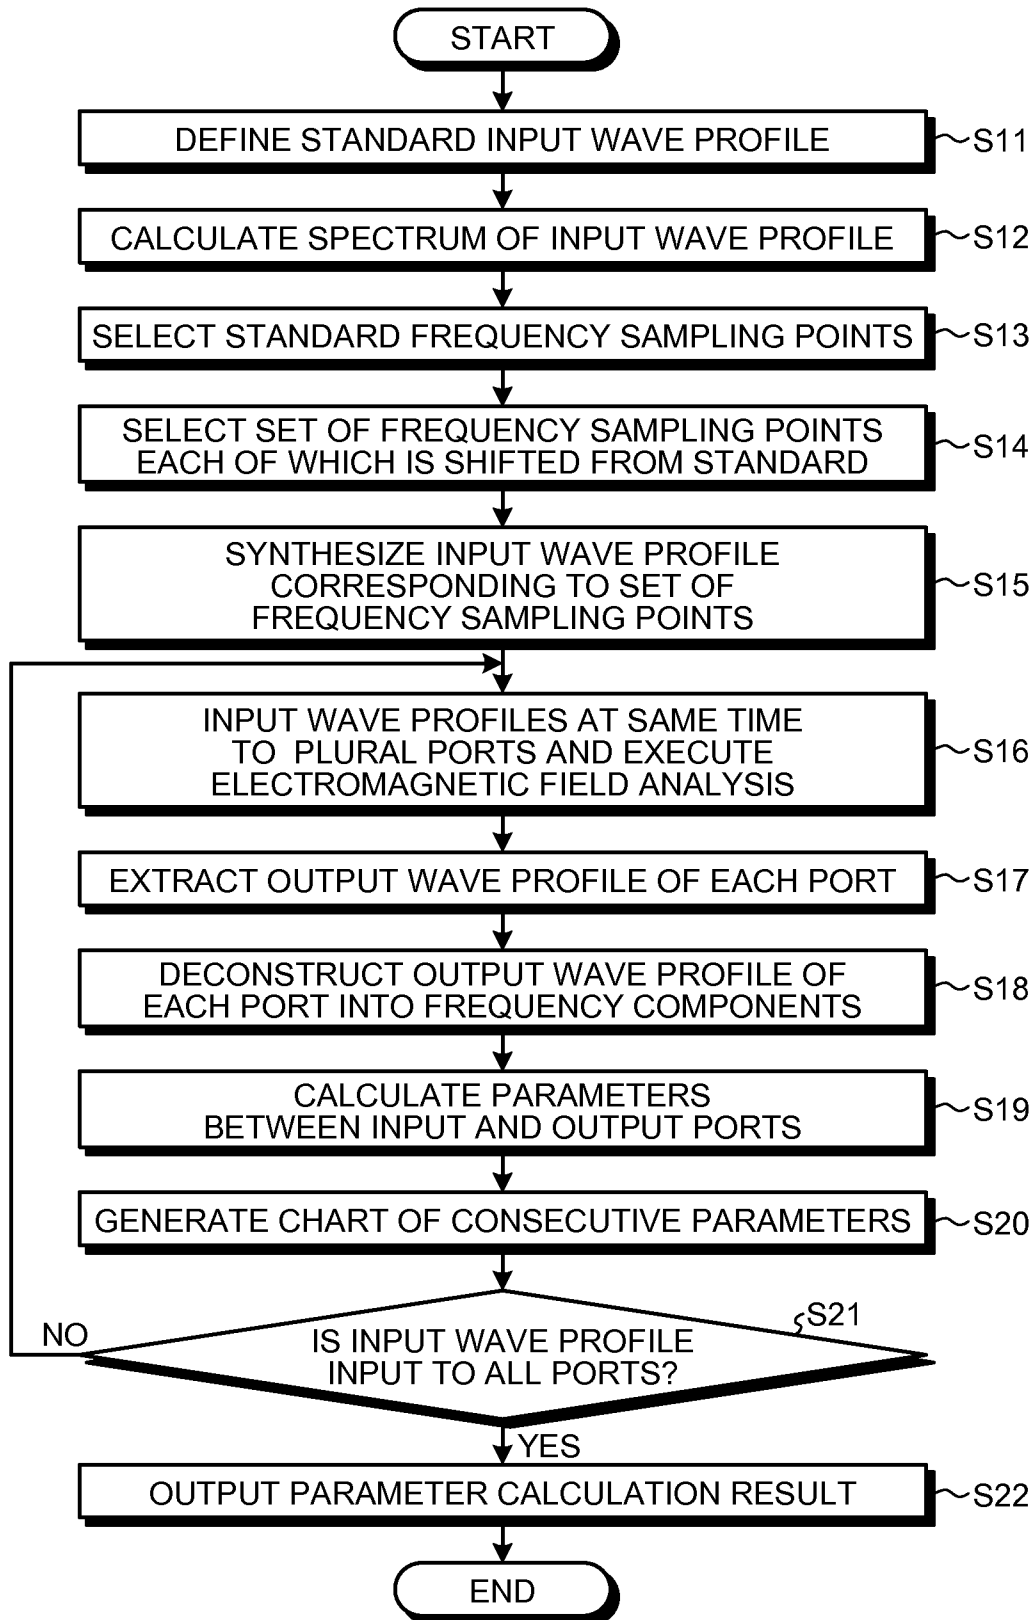 START
DEFINE STANDARD INPUT WAVE PROFILE
S11
CALCULATE SPECTRUM OF INPUT WAVE PROFILE
S12
SELECT STANDARD FREQUENCY SAMPLING POINTS
S13
SELECT SET OF FREQUENCY SAMPLING POINTS
EACH OF WHICH IS SHIFTED FROM STANDARD
S14
SYNTHESIZE INPUT WAVE PROFILE
CORRESPONDING TO SET OF
FREQUENCY SAMPLING POINTS
S15
INPUT WAVE PROFILES AT SAME TIME
TO PLURAL PORTS AND EXECUTE
ELECTROMAGNETIC FIELD ANALYSIS
S16
EXTRACT OUTPUT WAVE PROFILE OF EACH PORT
S17
DECONSTRUCT OUTPUT WAVE PROFILE OF
EACH PORT INTO FREQUENCY COMPONENTS
S18
CALCULATE PARAMETERS
BETWEEN INPUT AND OUTPUT PORTS
S19
GENERATE CHART OF CONSECUTIVE PARAMETERS
S20
S21
NO
IS INPUT WAVE PROFILE
INPUT TO ALL PORTS?
YES
OUTPUT PARAMETER CALCULATION RESULT
S22
END